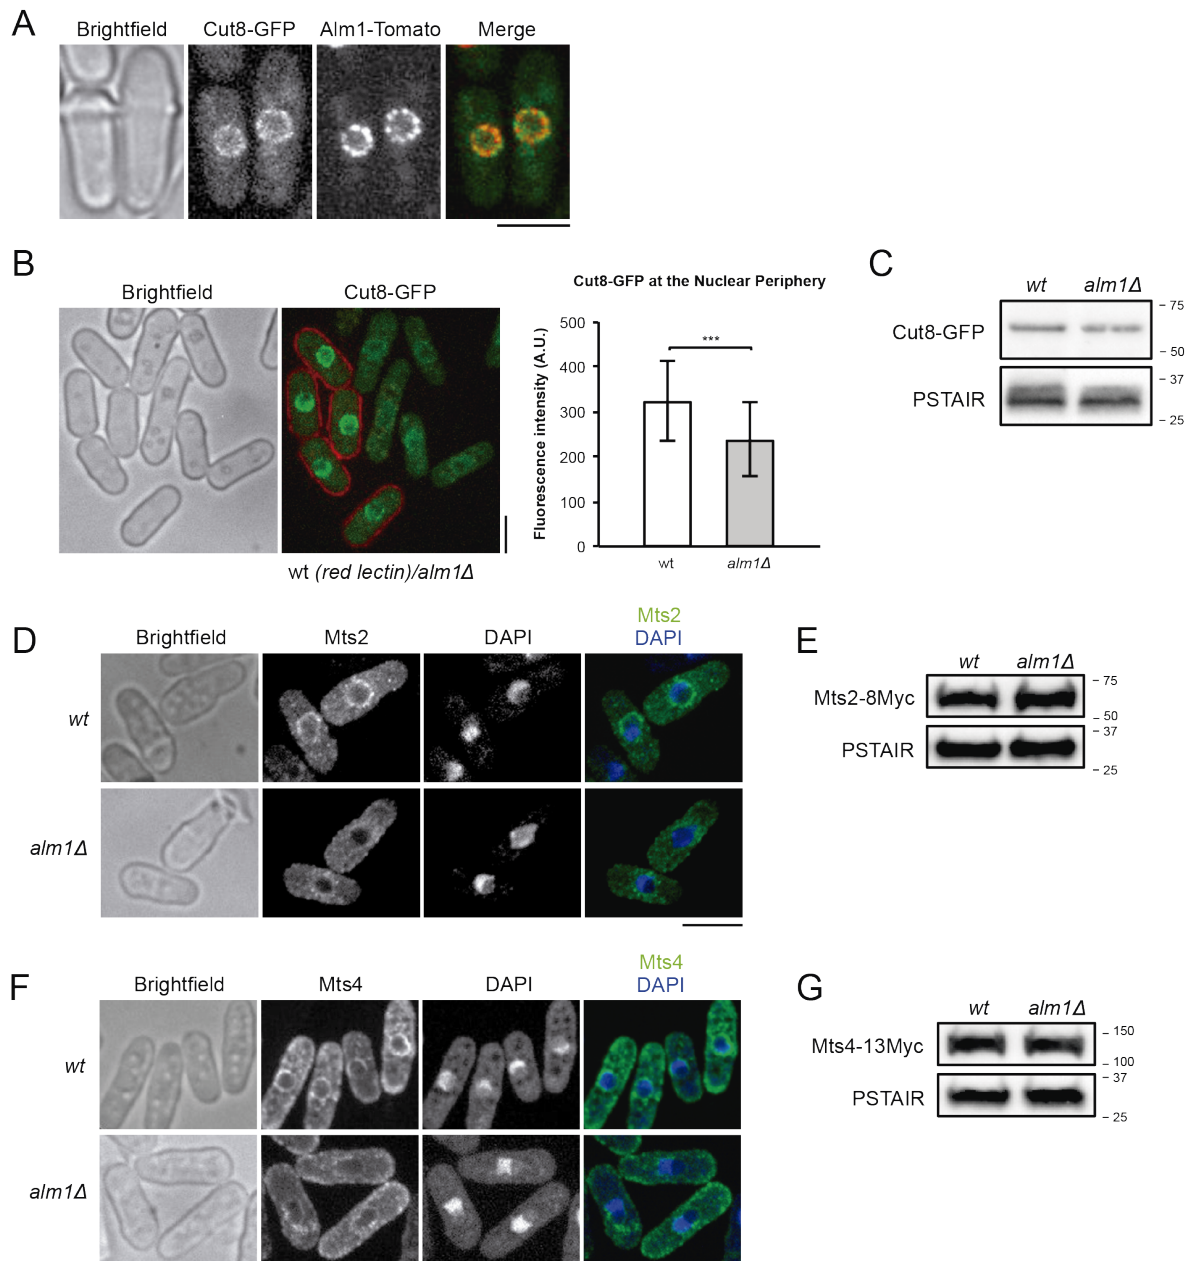 A
Brightfield Cut8-GFP Alm1-Tomato Merge
B
Brightfield Cut8-GFP
wt (red lectin)/alm1Δ
Cut8-GFP at the Nuclear Periphery
Fluorescence intensity (A.U.)
500
400
300
200
100
0
***
wt alm1Δ
C
wt alm1Δ
Cut8-GFP
- 75
- 50
PSTAIR
- 37
- 25
D
Brightfield Mts2 DAPI Mts2
DAPI
wt
alm1Δ
E
wt alm1Δ
Mts2-8Myc
- 75
- 50
PSTAIR
- 37
- 25
F
Brightfield Mts4 DAPI Mts4
DAPI
wt
alm1Δ
G
wt alm1Δ
Mts4-13Myc
- 150
- 100
PSTAIR
- 37
- 25